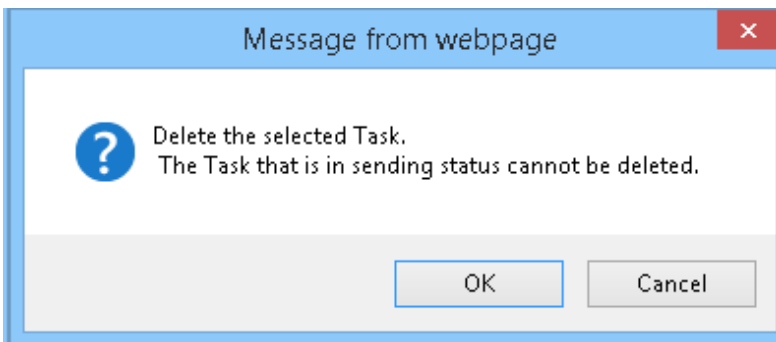 Message from webpage
Delete the selected Task.
The Task that is in sending status cannot be deleted.
OK
Cancel